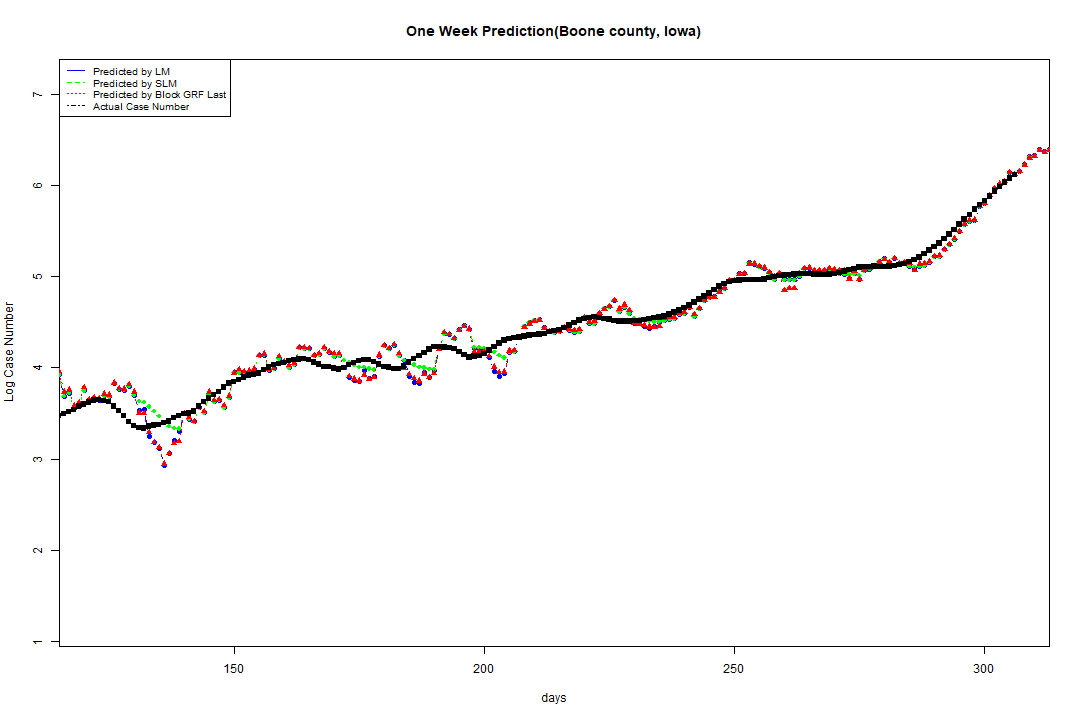 One Week Prediction(Boone county, Iowa)
Predicted by LM
Predicted by SLM
Predicted by Block GRF Last
Actual Case Number
7
6
5
4
3
2
1
Log Case Number
150 200 250 300
days